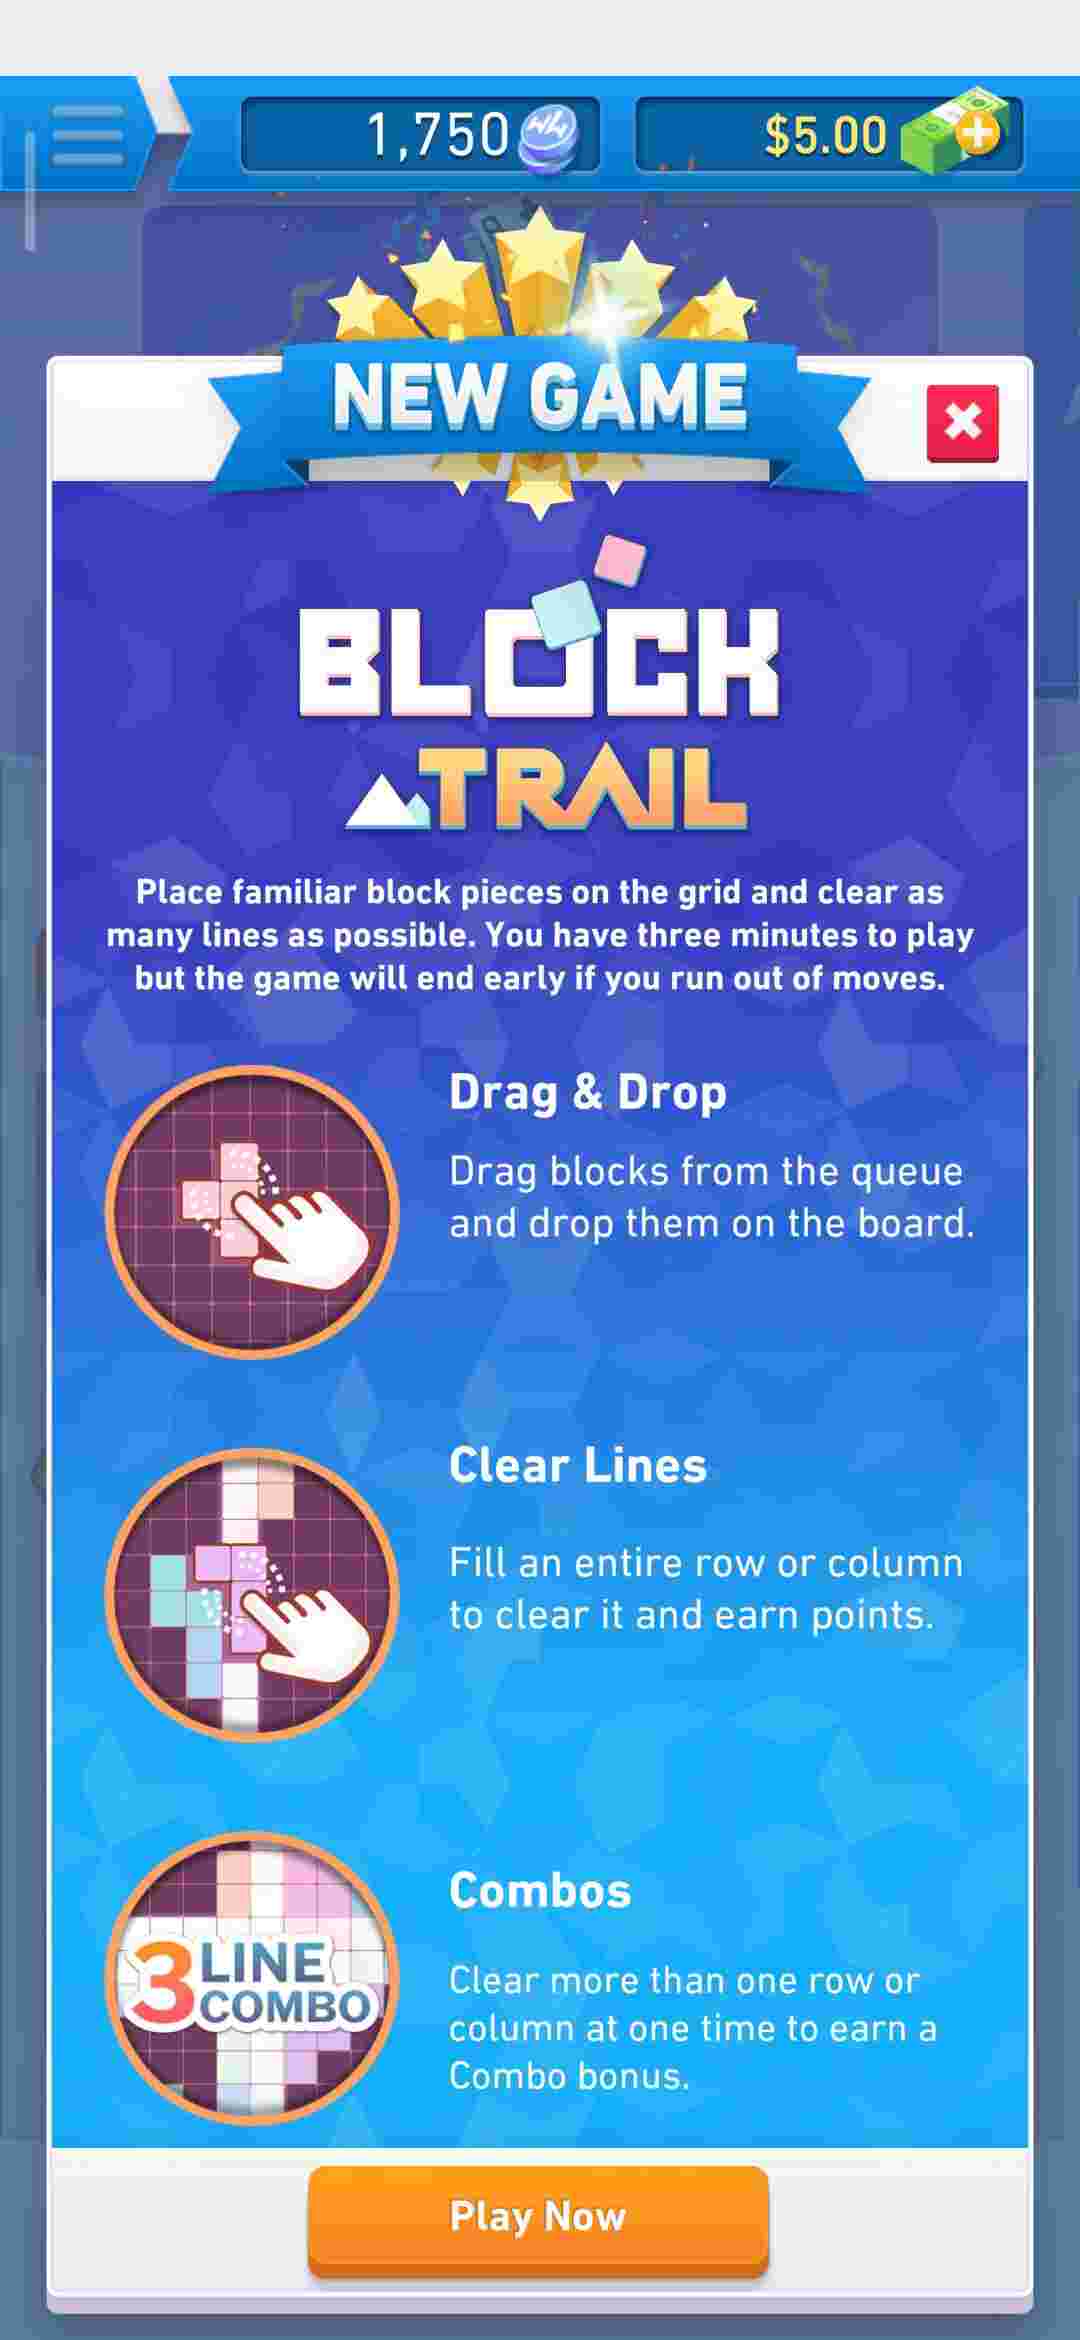 1,750
$5.00
NEW GAME
BLOCK
TRAIL
Place familiar block pieces on the grid and clear as
many lines as possible. You have three minutes to play
but the game will end early if you run out of moves.
Drag & Drop
Drag blocks from the queue
and drop them on the board.
Clear Lines
Fill an entire row or column
to clear it and earn points.
3 LINE
COMBO
Combos
Clear more than one row or
column at one time to earn a
Combo bonus.
Play Now